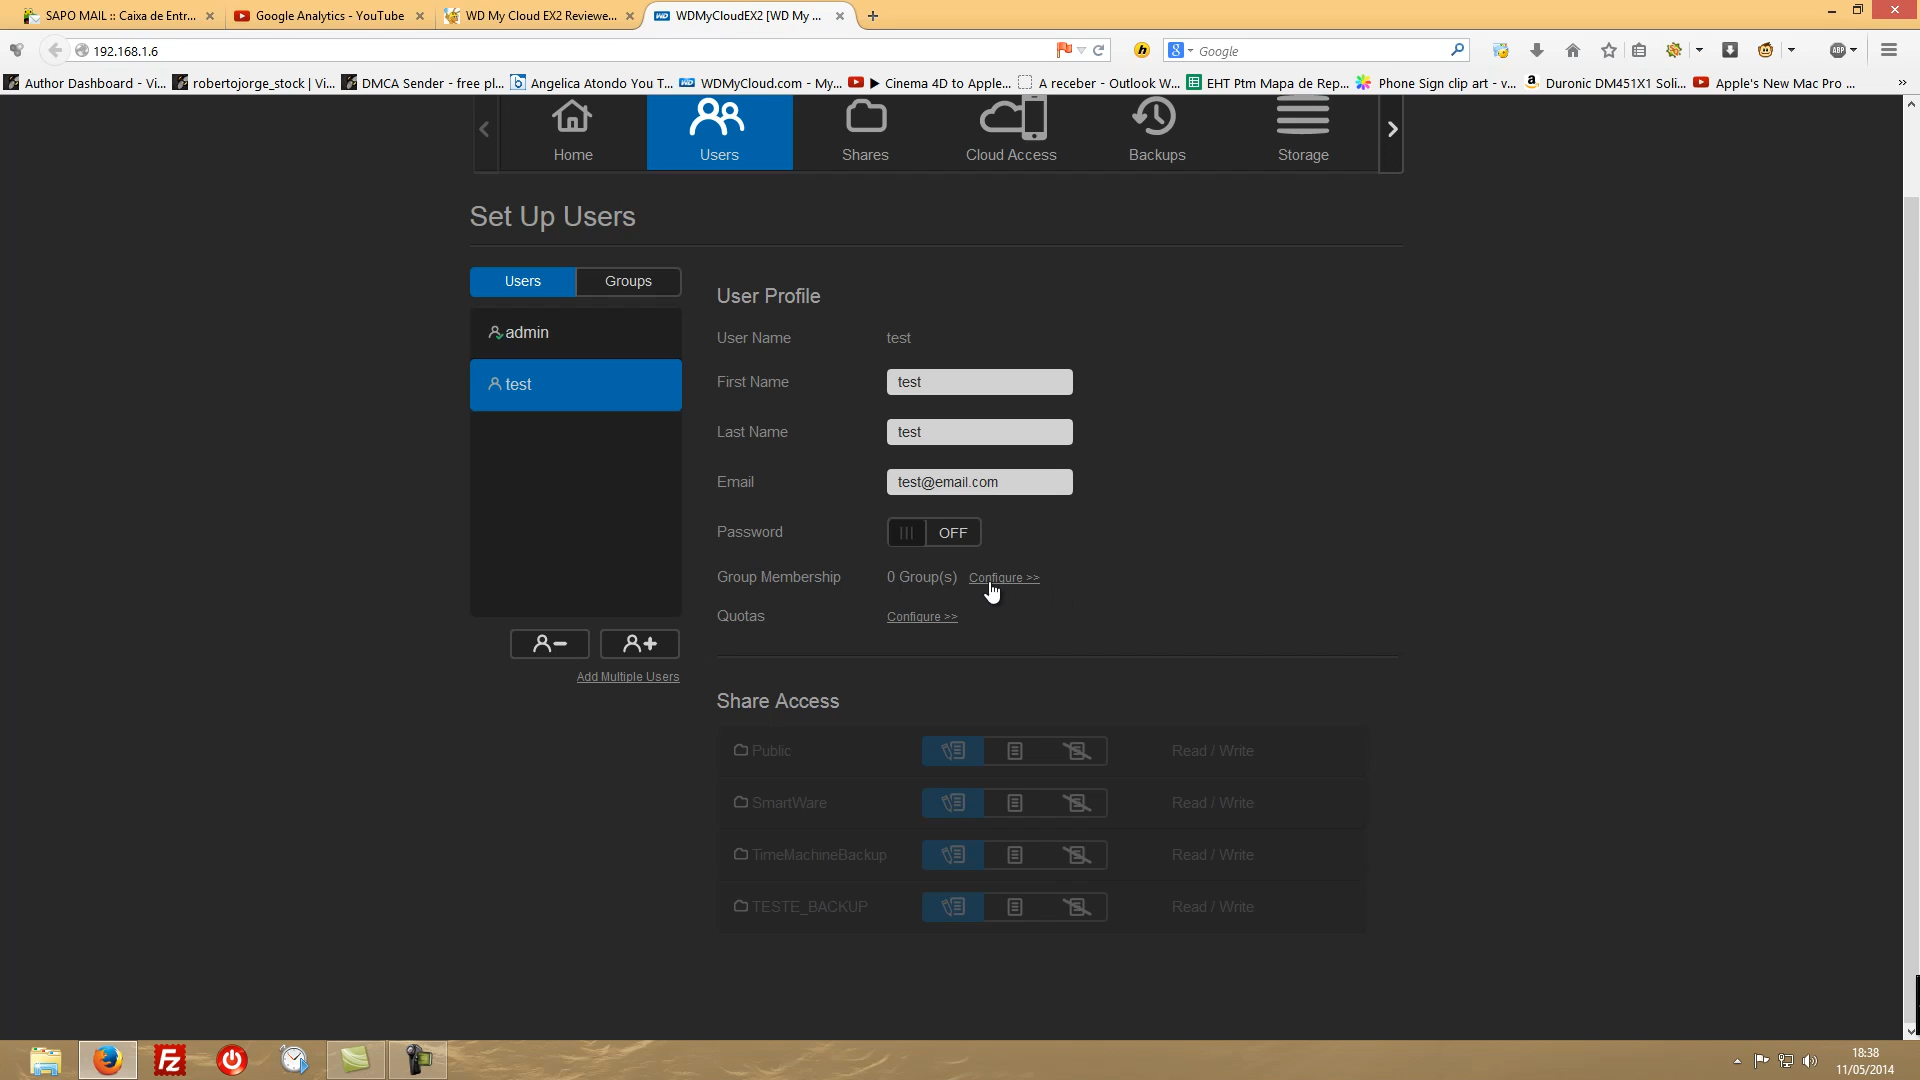 SAPO MAIL :: Caixa de Entr... Google Analytics - YouTube WD My Cloud EX2 Reviewe... WDMyCloudEX2 [WD My ...
192.168.1.6 Google
Author Dashboard - Vi... robertojorge_stock | Vi... DMCA Sender - free pl... Angelica Atondo You T... WDMyCloud.com - My... ▶ Cinema 4D to Apple... A receber - Outlook W... EHT Ptm Mapa de Rep... Phone Sign clip art - v... Duronic DM451X1 Soli... Apple's New Mac Pro ... »
Home Users Shares Cloud Access Backups Storage
Set Up Users
Users Groups
admin
test
Add Multiple Users
User Profile
User Name test
First Name test
Last Name test
Email test@email.com
Password OFF
Group Membership 0 Group(s) Configure >>
Quotas Configure >>
Share Access
Public Read / Write
SmartWare Read / Write
TimeMachineBackup Read / Write
TESTE_BACKUP Read / Write
18:38
11/05/2014